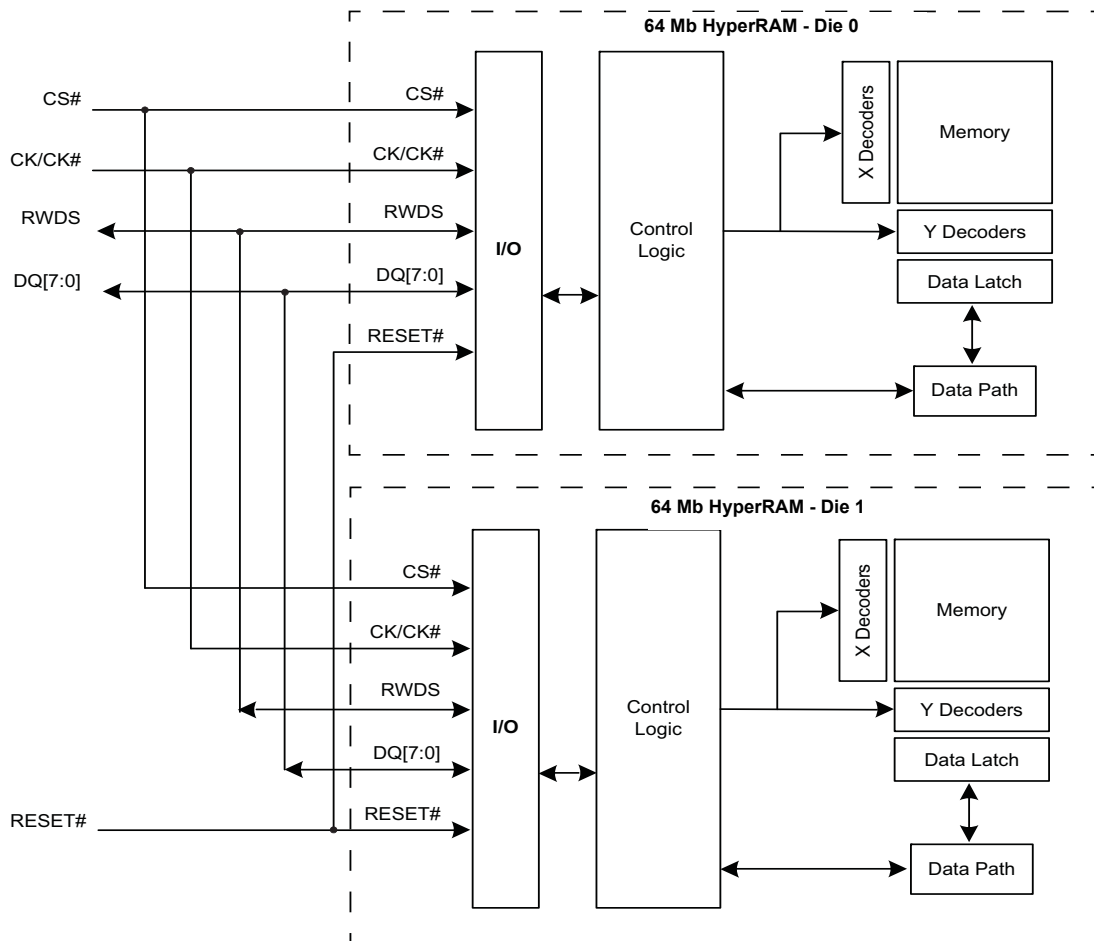 64 Mb HyperRAM - Die 0
CS#
CK/CK#
RWDS
DQ[7:0]
CS#
CK/CK#
RWDS
DQ[7:0]
RESET#
I/O
Control
Logic
X Decoders
Memory
Y Decoders
Data Latch
Data Path
64 Mb HyperRAM - Die 1
CS#
CK/CK#
RWDS
DQ[7:0]
RESET#
RESET#
I/O
Control
Logic
X Decoders
Memory
Y Decoders
Data Latch
Data Path